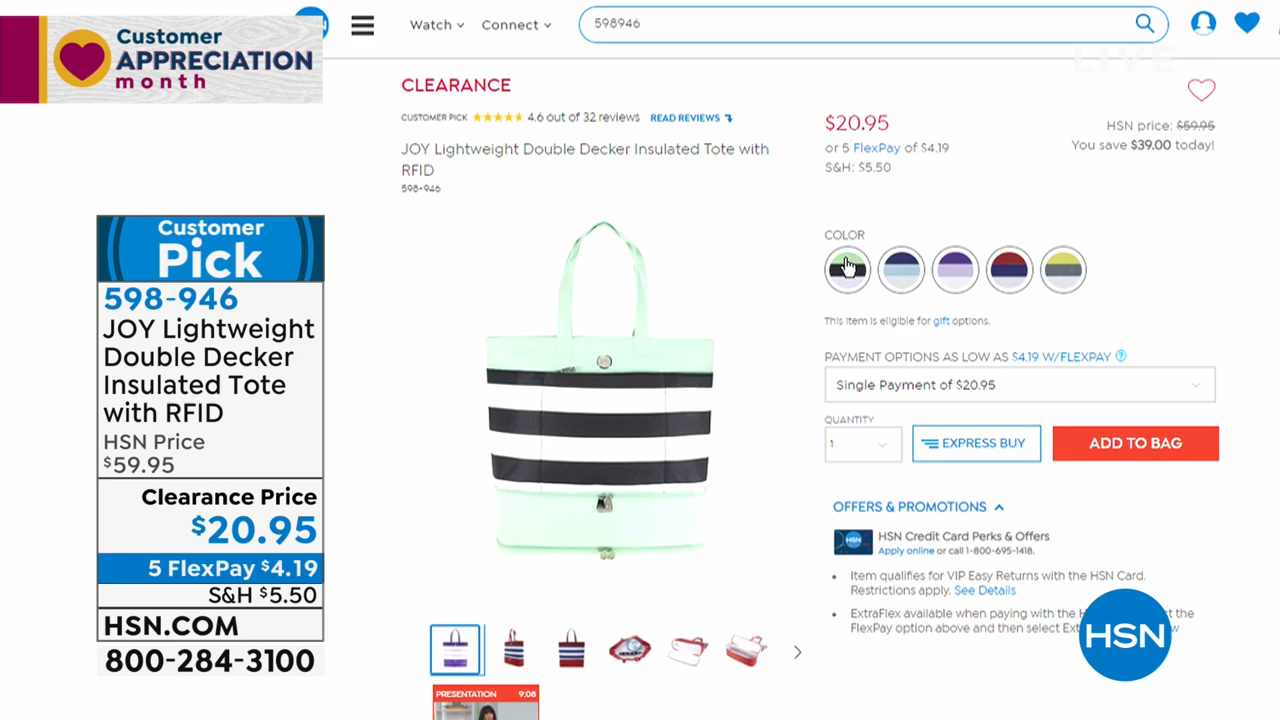 Customer
APPRECIATION
month
Watch
Connect
598946
LIVE
CLEARANCE
CUSTOMER PICK 4.6 out of 32 reviews READ REVIEWS
JOY Lightweight Double Decker Insulated Tote with
RFID
598-946
$20.95
or 5 FlexPay of $4.19
S&H: $5.50
HSN price: $59.95
You save $39.00 today!
COLOR
This item is eligible for gift options.
PAYMENT OPTIONS AS LOW AS $4.19 W/FLEXPAY ?
Single Payment of $20.95
QUANTITY
1
EXPRESS BUY
ADD TO BAG
OFFERS & PROMOTIONS
HSN
HSN Credit Card Perks & Offers
Apply online or call 1-800-695-1418.
• Item qualifies for VIP Easy Returns with the HSN Card.
Restrictions apply. See Details
• ExtraFlex available when paying with the the
FlexPay option above and then select
HSN
Customer
Pick
598-946
JOY Lightweight
Double Decker
Insulated Tote
with RFID
HSN Price
$59.95
Clearance Price
$20.95
5 FlexPay $4.19
S&H $5.50
HSN.COM
800-284-3100
PRESENTATION 9:08